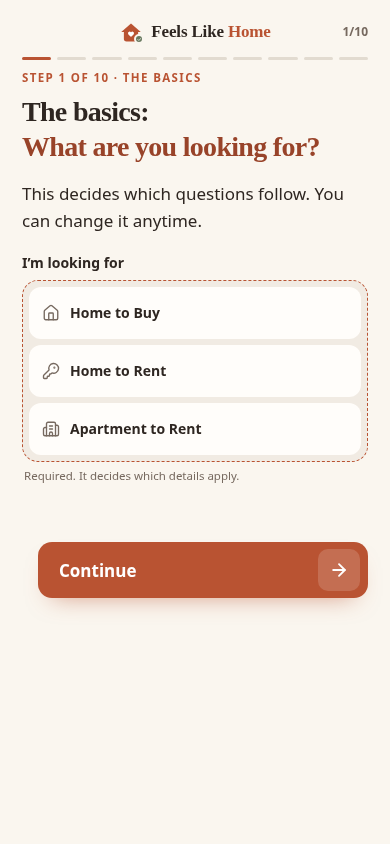 Feels Like Home
1/10
STEP 1 OF 10 · THE BASICS
The basics:
What are you looking for?
This decides which questions follow. You
can change it anytime.
I’m looking for
Home to Buy
Home to Rent
Apartment to Rent
Required. It decides which details apply.
Continue